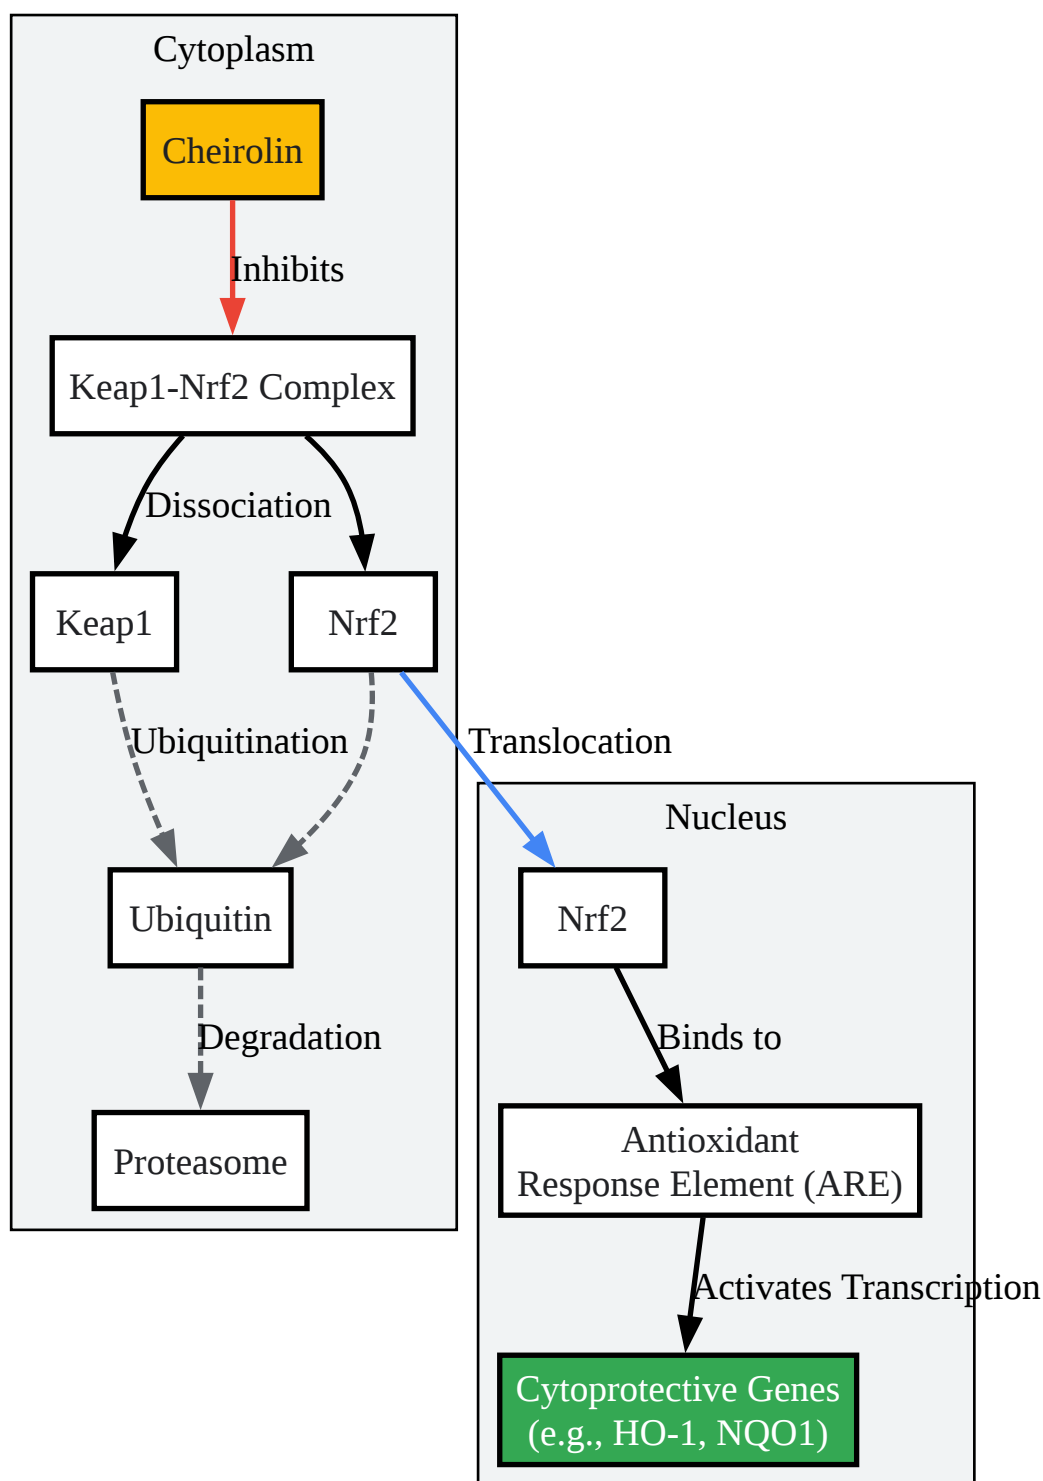 Cytoplasm
Cheirolin
Inhibits
Keap1-Nrf2 Complex
Dissociation
Keap1
Nrf2
Ubiquitination
Translocation
Nucleus
Ubiquitin
Nrf2
Degradation
Binds to
Proteasome
Antioxidant
Response Element (ARE)
Activates Transcription
Cytoprotective Genes
(e.g., HO-1, NQO1)